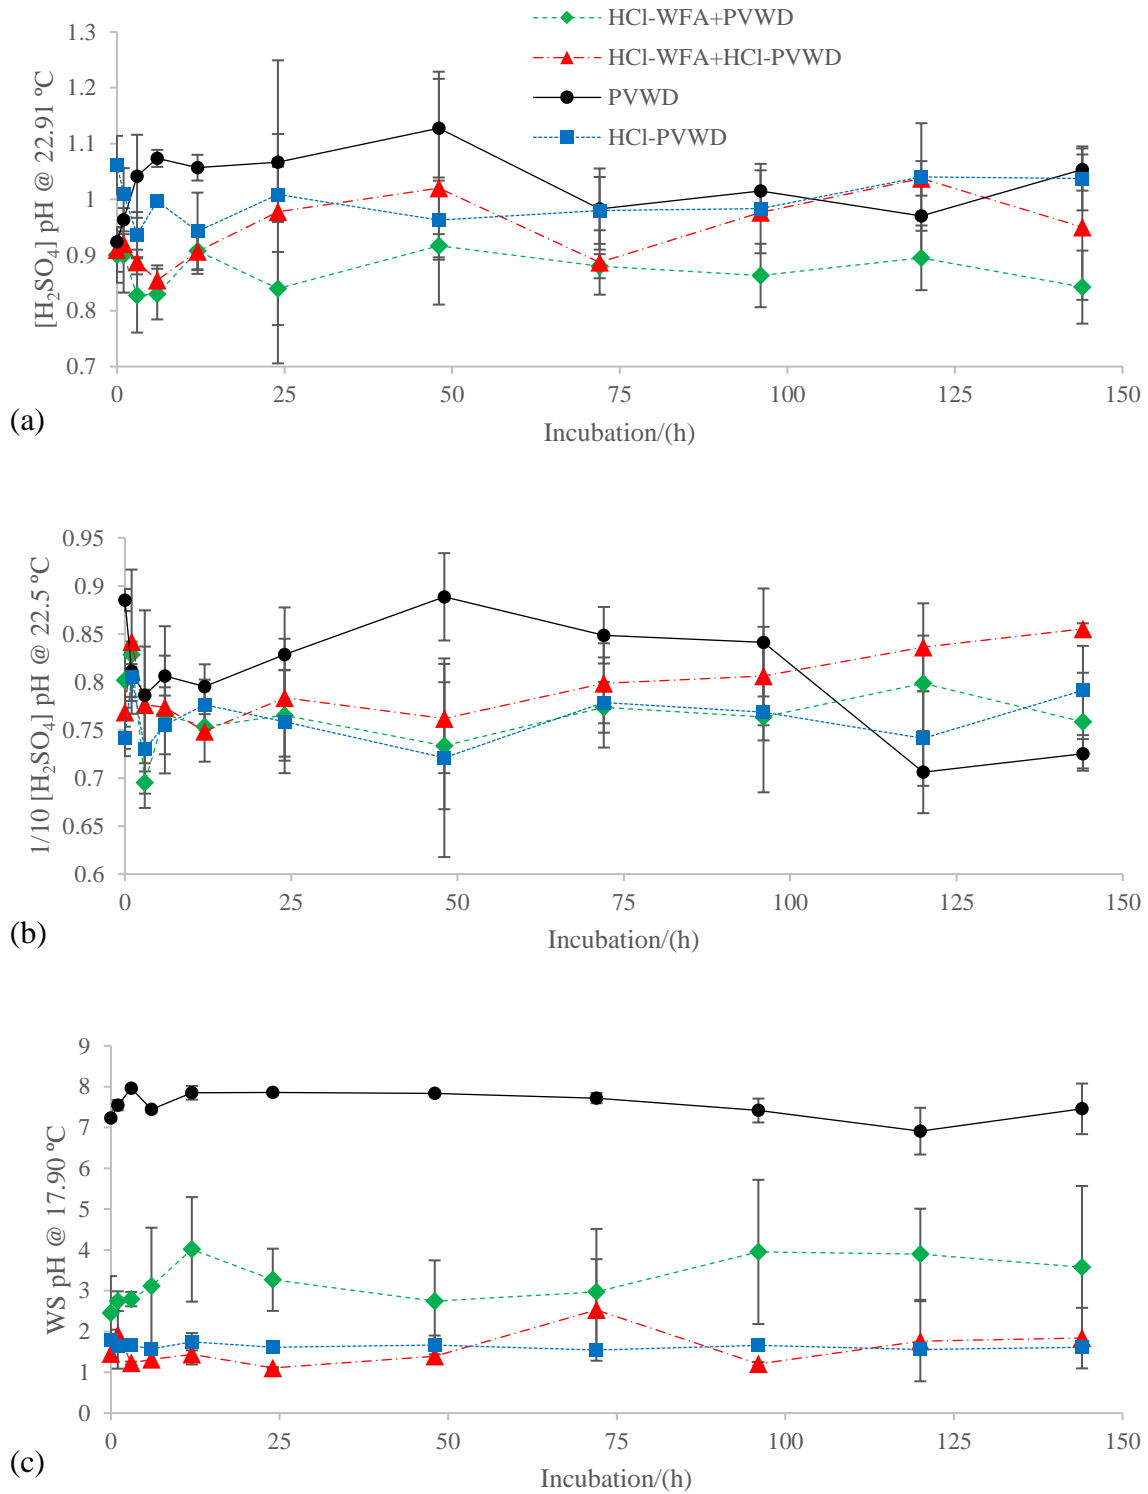 HCl-WFA+PVWD
HCl-WFA+HCl-PVWD
PVWD
HCl-PVWD
[H₂SO₄] pH @ 22.91 ºC
1.3
1.2
1.1
1
0.9
0.8
0.7
0 25 50 75 100 125 150
(a)
Incubation/(h)
1/10 [H₂SO₄] pH @ 22.5 ºC
0.95
0.9
0.85
0.8
0.75
0.7
0.65
0.6
0 25 50 75 100 125 150
(b)
Incubation/(h)
WS pH @ 17.90 ºC
9
8
7
6
5
4
3
2
1
0
0 25 50 75 100 125 150
(c)
Incubation/(h)